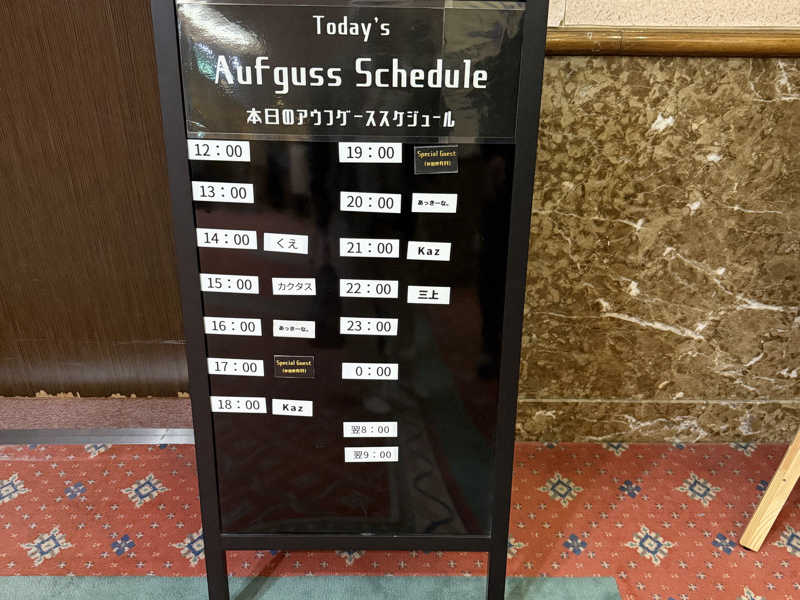 Today's
Aufguss Schedule
本日のアウフグーススケジュール
12：00
13：00
14：00 くえ
15：00 カクタス
16：00 あっきーな。
17：00 Special Guest
18：00 Kaz
19：00 Special Guest
20：00 あっきーな。
21：00 Kaz
22：00 三上
23：00
0：00
翌8：00
翌9：00